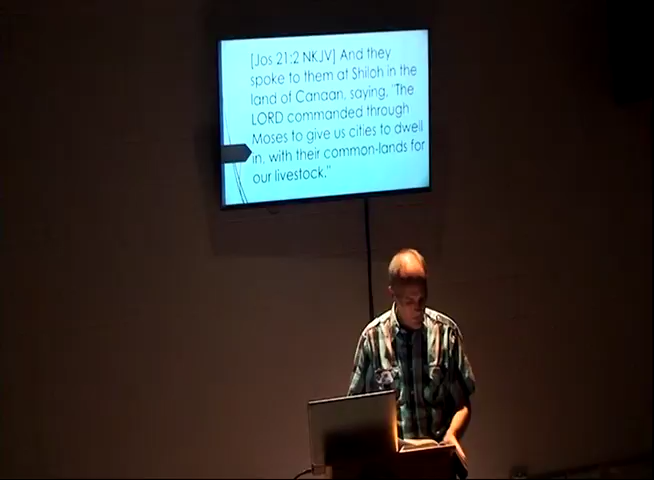 [Jos 21:2 NKJV] And they
spoke to them at Shiloh in the
land of Canaan, saying, "The
LORD commanded through
Moses to give us cities to dwell
in, with their common-lands for
our livestock."